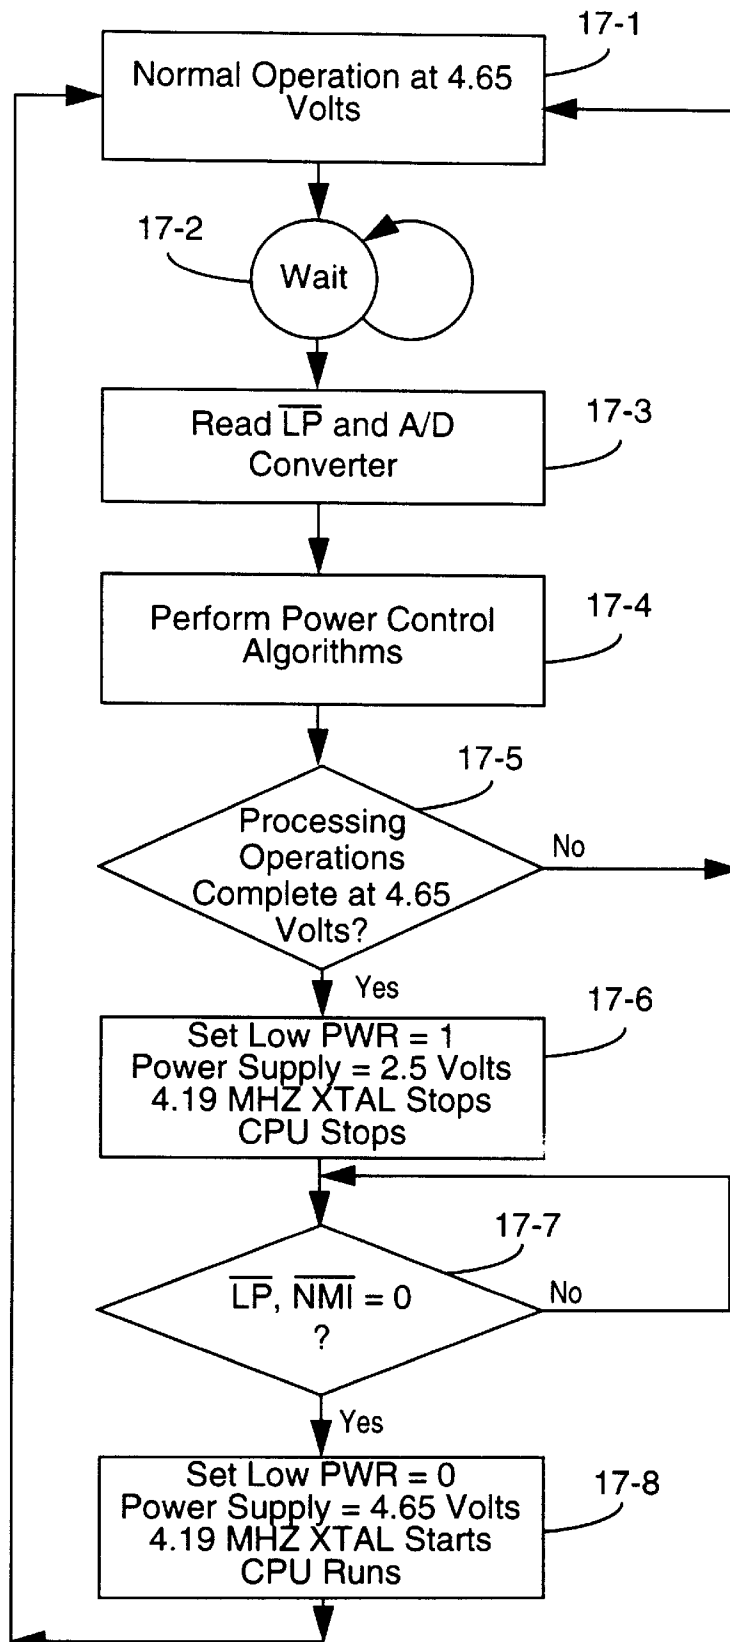 17-1
Normal Operation at 4.65
Volts
17-2
Wait
Read L̅P̅ and A/D
Converter
17-3
Perform Power Control
Algorithms
17-4
17-5
Processing
Operations
Complete at 4.65
Volts?
No
Yes
17-6
Set Low PWR = 1
Power Supply = 2.5 Volts
4.19 MHZ XTAL Stops
CPU Stops
17-7
L̅P̅, N̅M̅I̅ = 0
?
No
Yes
Set Low PWR = 0
Power Supply = 4.65 Volts
4.19 MHZ XTAL Starts
CPU Runs
17-8